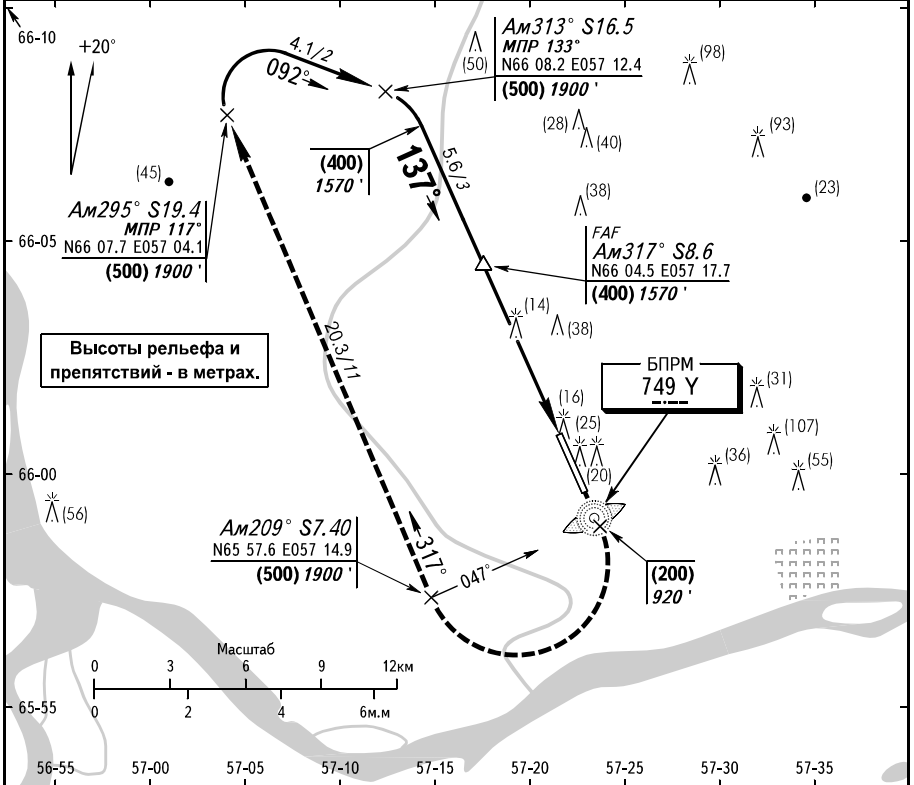 66-10
+20°
4.1/2
092°
(50)
Ам313° S16.5
МПР 133°
N66 08.2 E057 12.4
(500) 1900 '
(98)
(28)
(40)
(93)
(400)
1570 '
137°
5.6/3
(45)
(38)
(23)
Ам295° S19.4
МПР 117°
N66 07.7 E057 04.1
(500) 1900 '
66-05
FAF
Ам317° S8.6
N66 04.5 E057 17.7
(400) 1570 '
(14)
(38)
Высоты рельефа и
препятствий - в метрах.
20.3/11
БПРМ
749 Y
(31)
(16)
(25)
(107)
(20)
(36)
(55)
66-00
(56)
Ам209° S7.40
N65 57.6 E057 14.9
(500) 1900 '
317°
047°
(200)
920 '
Масштаб
0 3 6 9 12км
0 2 4 6м.м
65-55
56-55 57-00 57-05 57-10 57-15 57-20 57-25 57-30 57-35